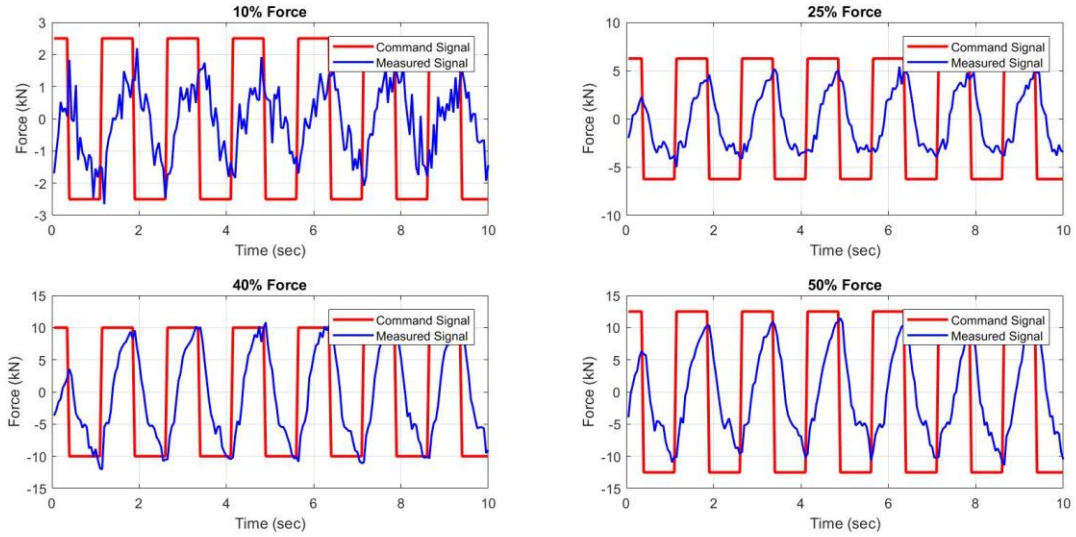 10% Force
3
2
1
0
-1
-2
-3
Force (kN)
0
2
4
6
8
10
Time (sec)
Command Signal
Measured Signal
25% Force
10
5
0
-5
-10
Force (kN)
0
2
4
6
8
10
Time (sec)
Command Signal
Measured Signal
40% Force
15
10
5
0
-5
-10
-15
Force (kN)
0
2
4
6
8
10
Time (sec)
Command Signal
Measured Signal
50% Force
15
10
5
0
-5
-10
-15
Force (kN)
0
2
4
6
8
10
Time (sec)
Command Signal
Measured Signal